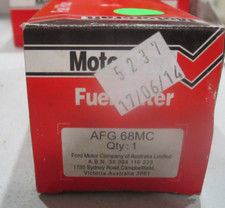 Moto
5237
17/06/14
Fuel
ter
AFG 68MC
Qty: 1
Ford Motor Company of Australia Limited
A.B.N. 30 004 116 223
1735 Sydney Road, Campbellfield,
Victoria, Australia 3061